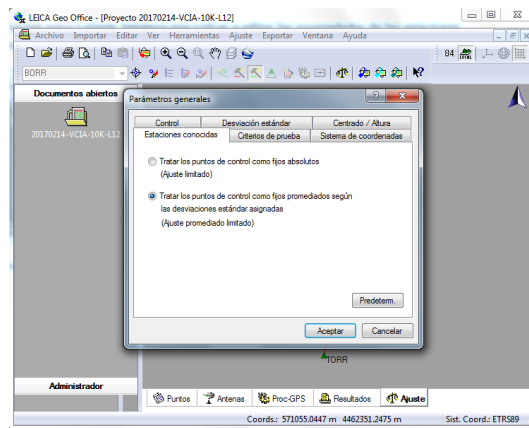 LEICA Geo Office - [Proyecto 20170214-VCIA-10K-L12]
Archivo Importar Editar Ver Herramientas Ajuste Exportar Ventana Ayuda
84
BORR
Documentos abiertos
20170214-VCIA-10K-L12
Parámetros generales
Control Desviación estándar Centrado / Altura
Estaciones conocidas Criterios de prueba Sistema de coordenadas
Tratar los puntos de control como fijos absolutos
(Ajuste limitado)
Tratar los puntos de control como fijos promediados según
las desviaciones estándar asignadas
(Ajuste promediado limitado)
Predeterm.
Aceptar Cancelar
TORR
Administrador
Puntos Antenas Proc-GPS Resultados Ajuste
Coords.: 571055.0447 m 4462351.2475 m Sist. Coord.: ETRS89